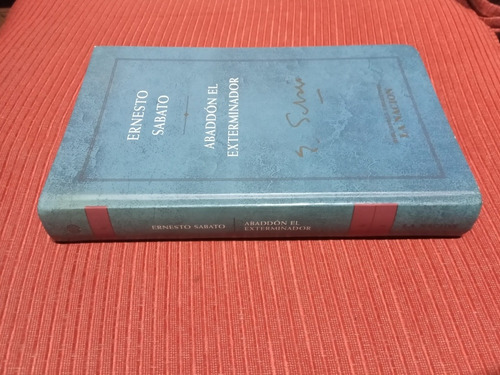 ERNESTO
SABATO
ABADDÓN EL
EXTERMINADOR
LA NACION
ERNESTO SABATO
ABADDÓN EL
EXTERMINADOR